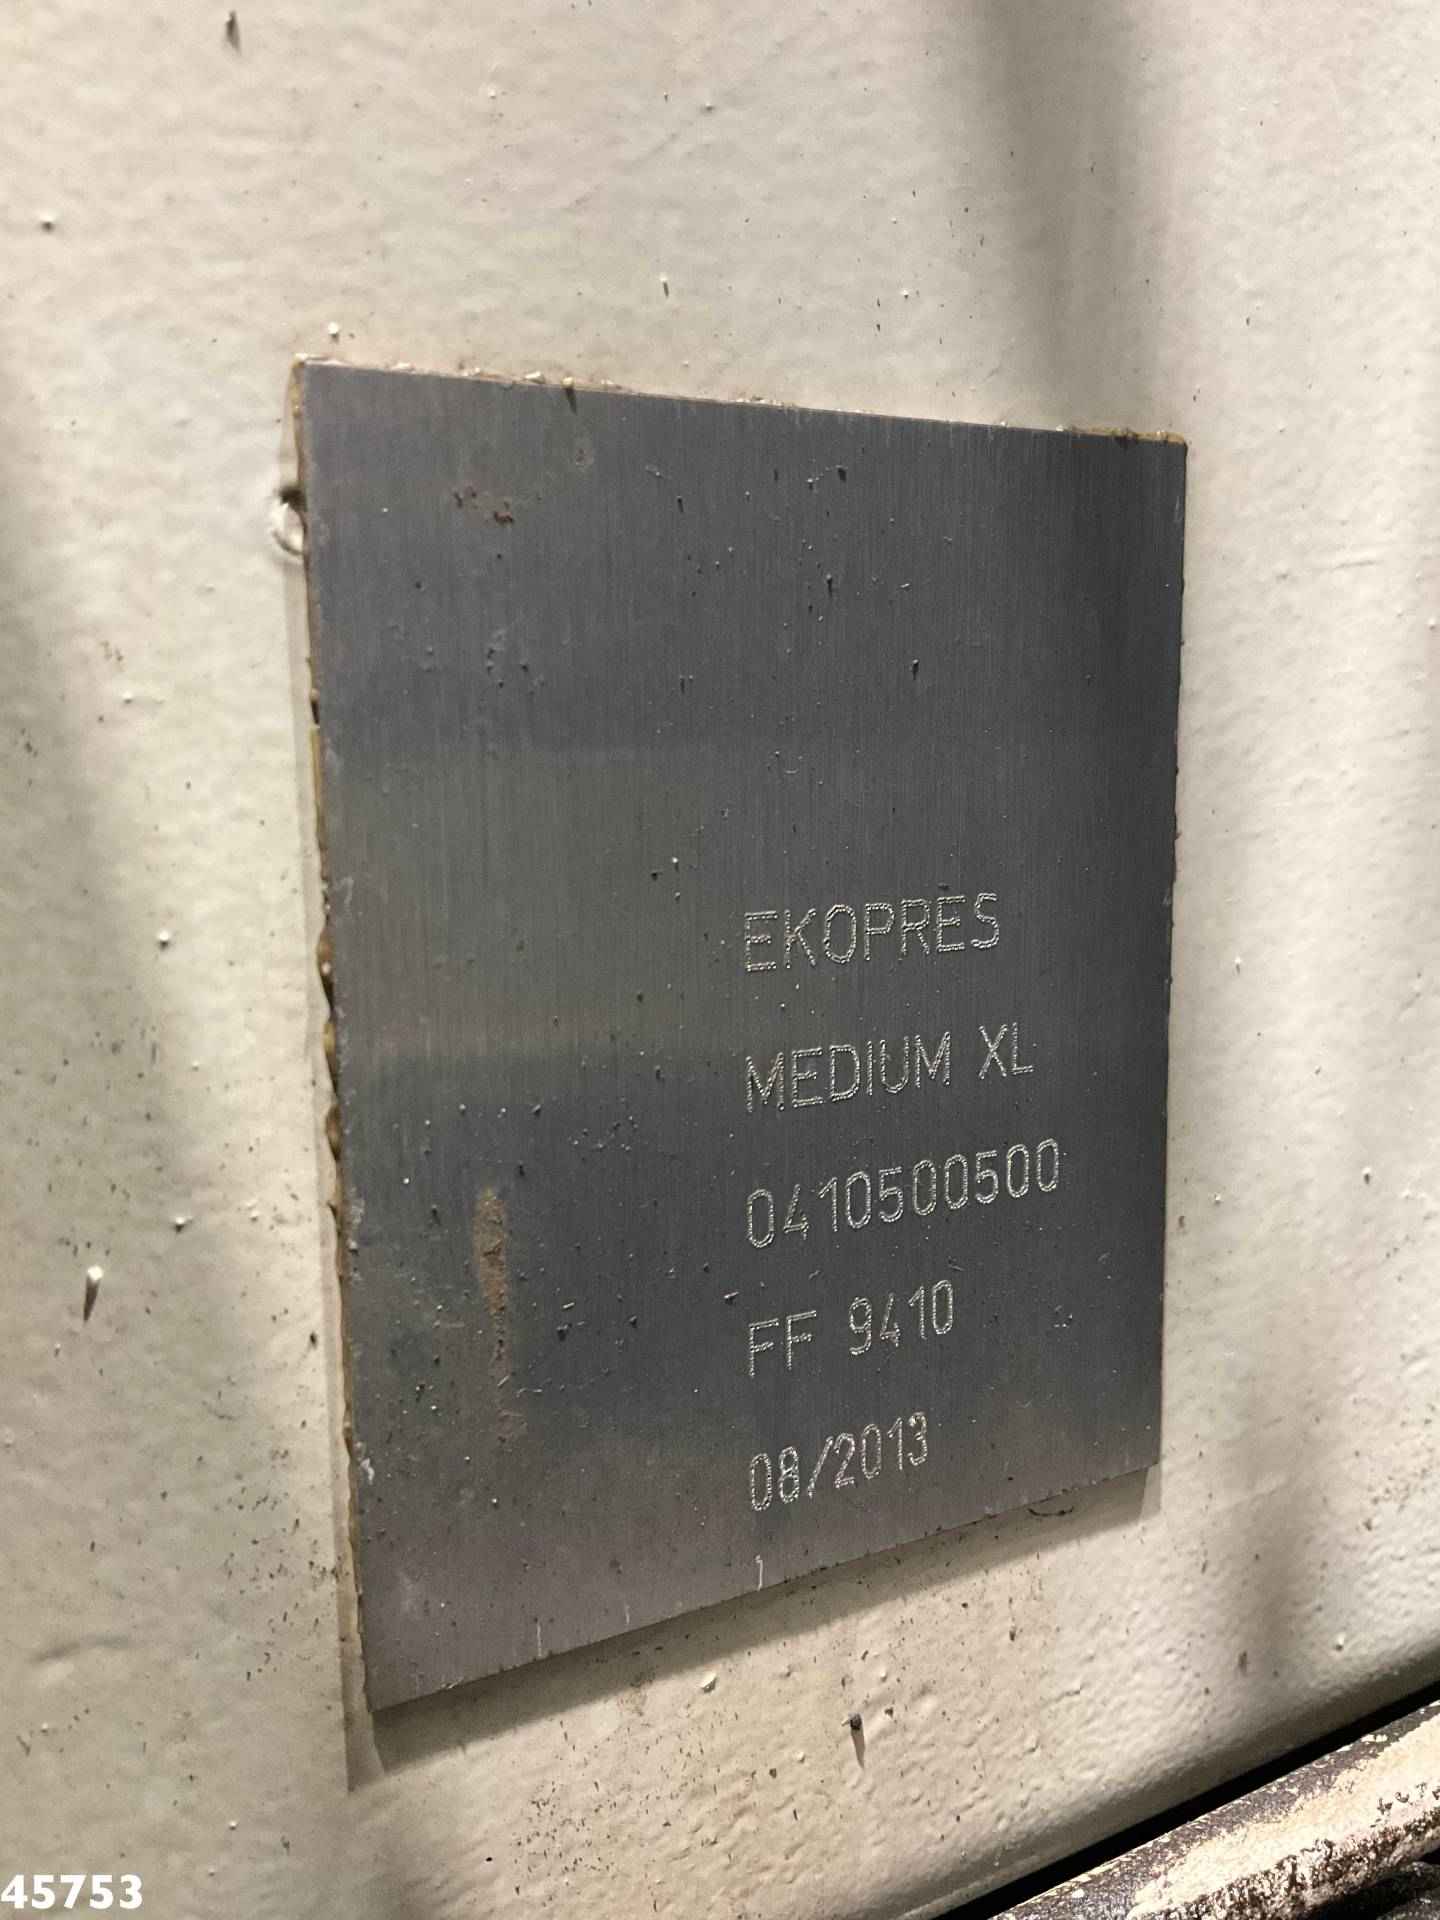 EKOPRES
MEDIUM XL
0410500500
FF 9410
08/2013
45753